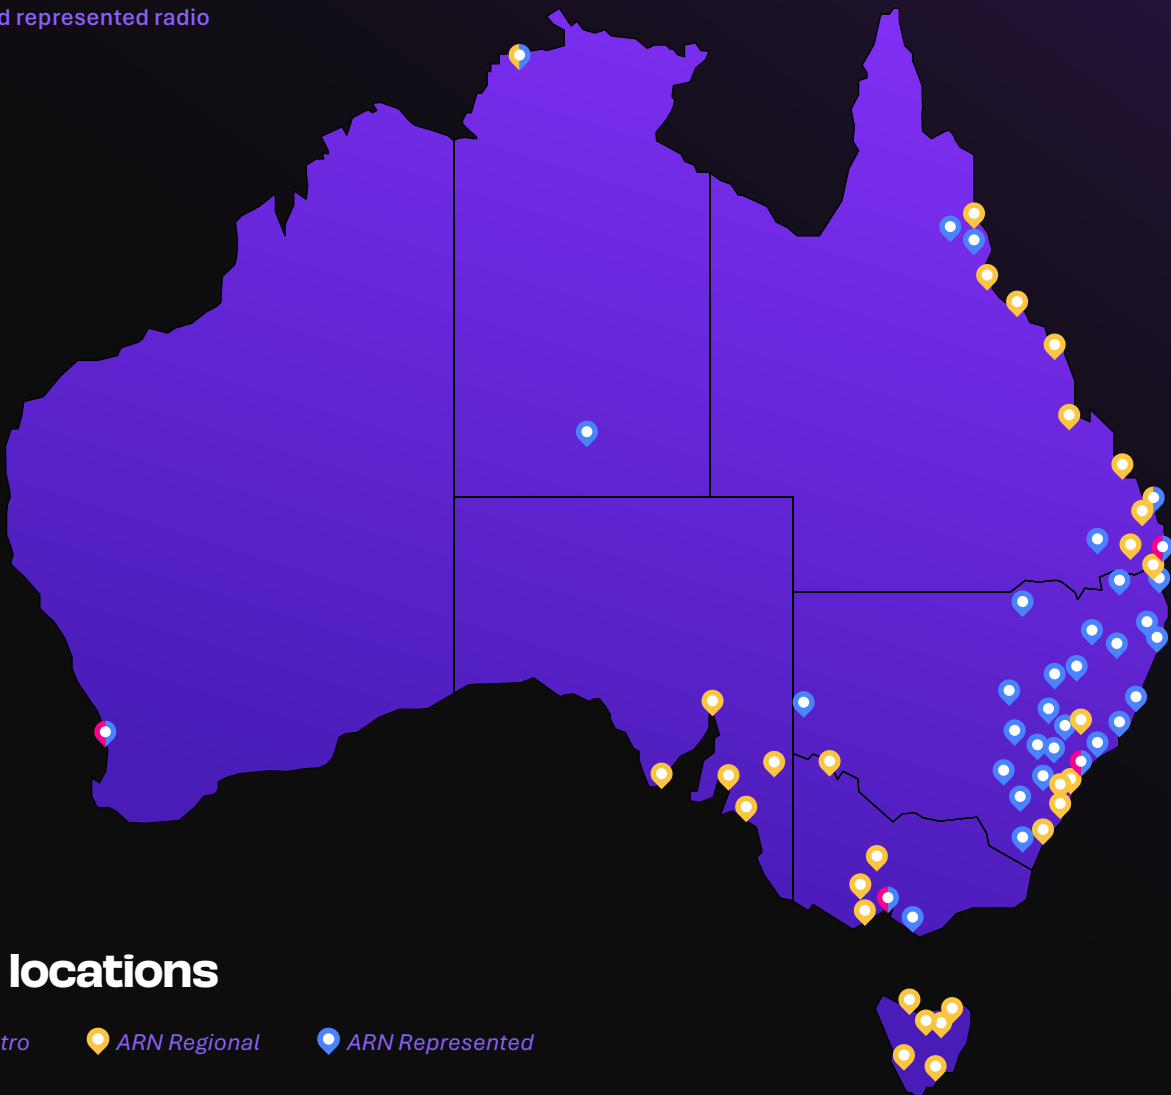 d represented radio
locations
tro
ARN Regional
ARN Represented